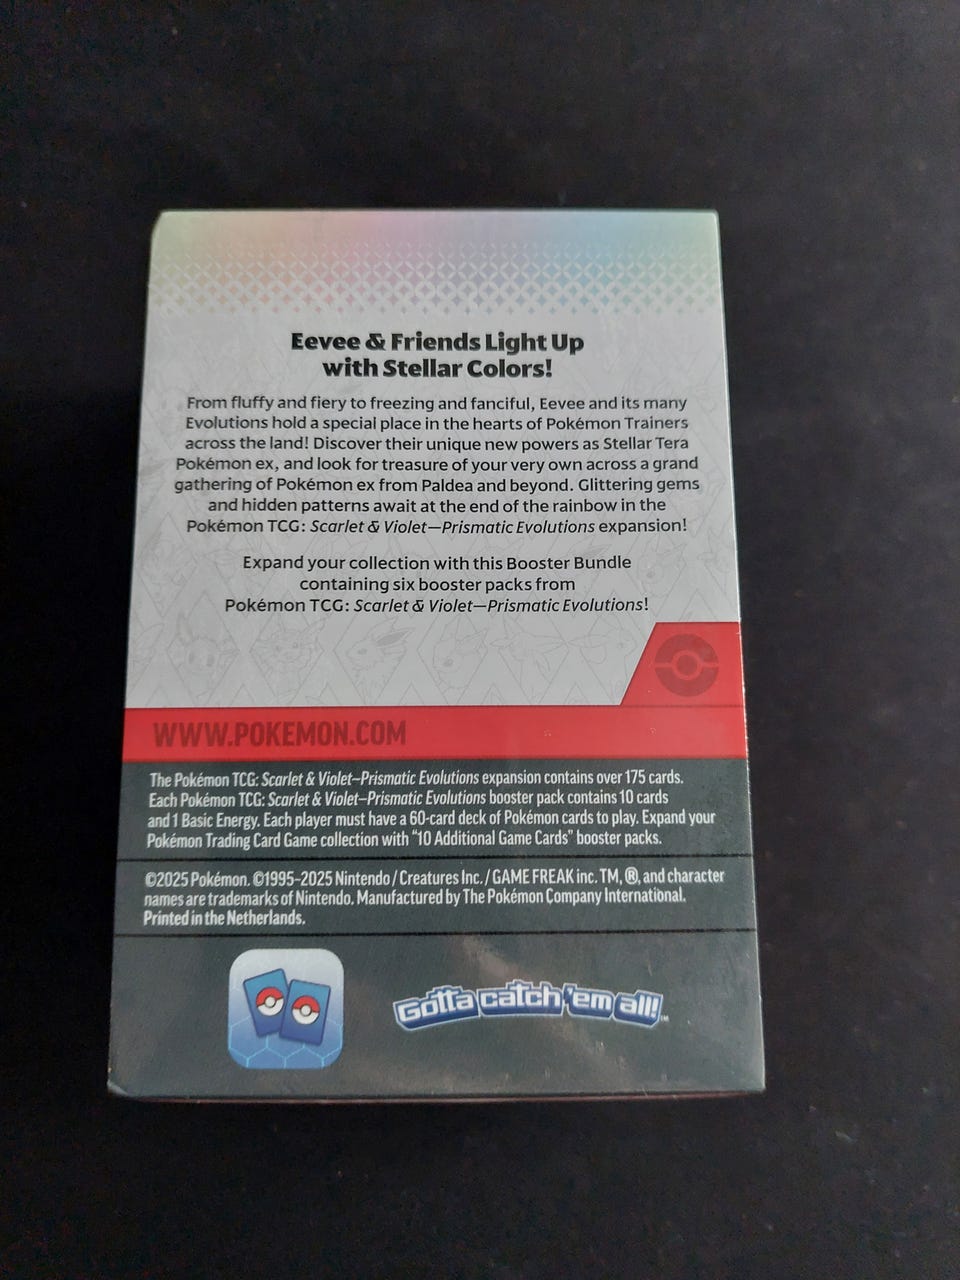 Eevee & Friends Light Up
with Stellar Colors!
From fluffy and fiery to freezing and fanciful, Eevee and its many
Evolutions hold a special place in the hearts of Pokémon Trainers
across the land! Discover their unique new powers as Stellar Tera
Pokémon ex, and look for treasure of your very own across a grand
gathering of Pokémon ex from Paldea and beyond. Glittering gems
and hidden patterns await at the end of the rainbow in the
Pokémon TCG: Scarlet & Violet—Prismatic Evolutions expansion!
Expand your collection with this Booster Bundle
containing six booster packs from
Pokémon TCG: Scarlet & Violet—Prismatic Evolutions!
WWW.POKEMON.COM
The Pokémon TCG: Scarlet & Violet—Prismatic Evolutions expansion contains over 175 cards.
Each Pokémon TCG: Scarlet & Violet—Prismatic Evolutions booster pack contains 10 cards
and 1 Basic Energy. Each player must have a 60-card deck of Pokémon cards to play. Expand your
Pokémon Trading Card Game collection with “10 Additional Game Cards” booster packs.
©2025 Pokémon. ©1995–2025 Nintendo / Creatures Inc. / GAME FREAK inc. TM, ®, and character
names are trademarks of Nintendo. Manufactured by The Pokémon Company International.
Printed in the Netherlands.
Gotta catch 'em all!™